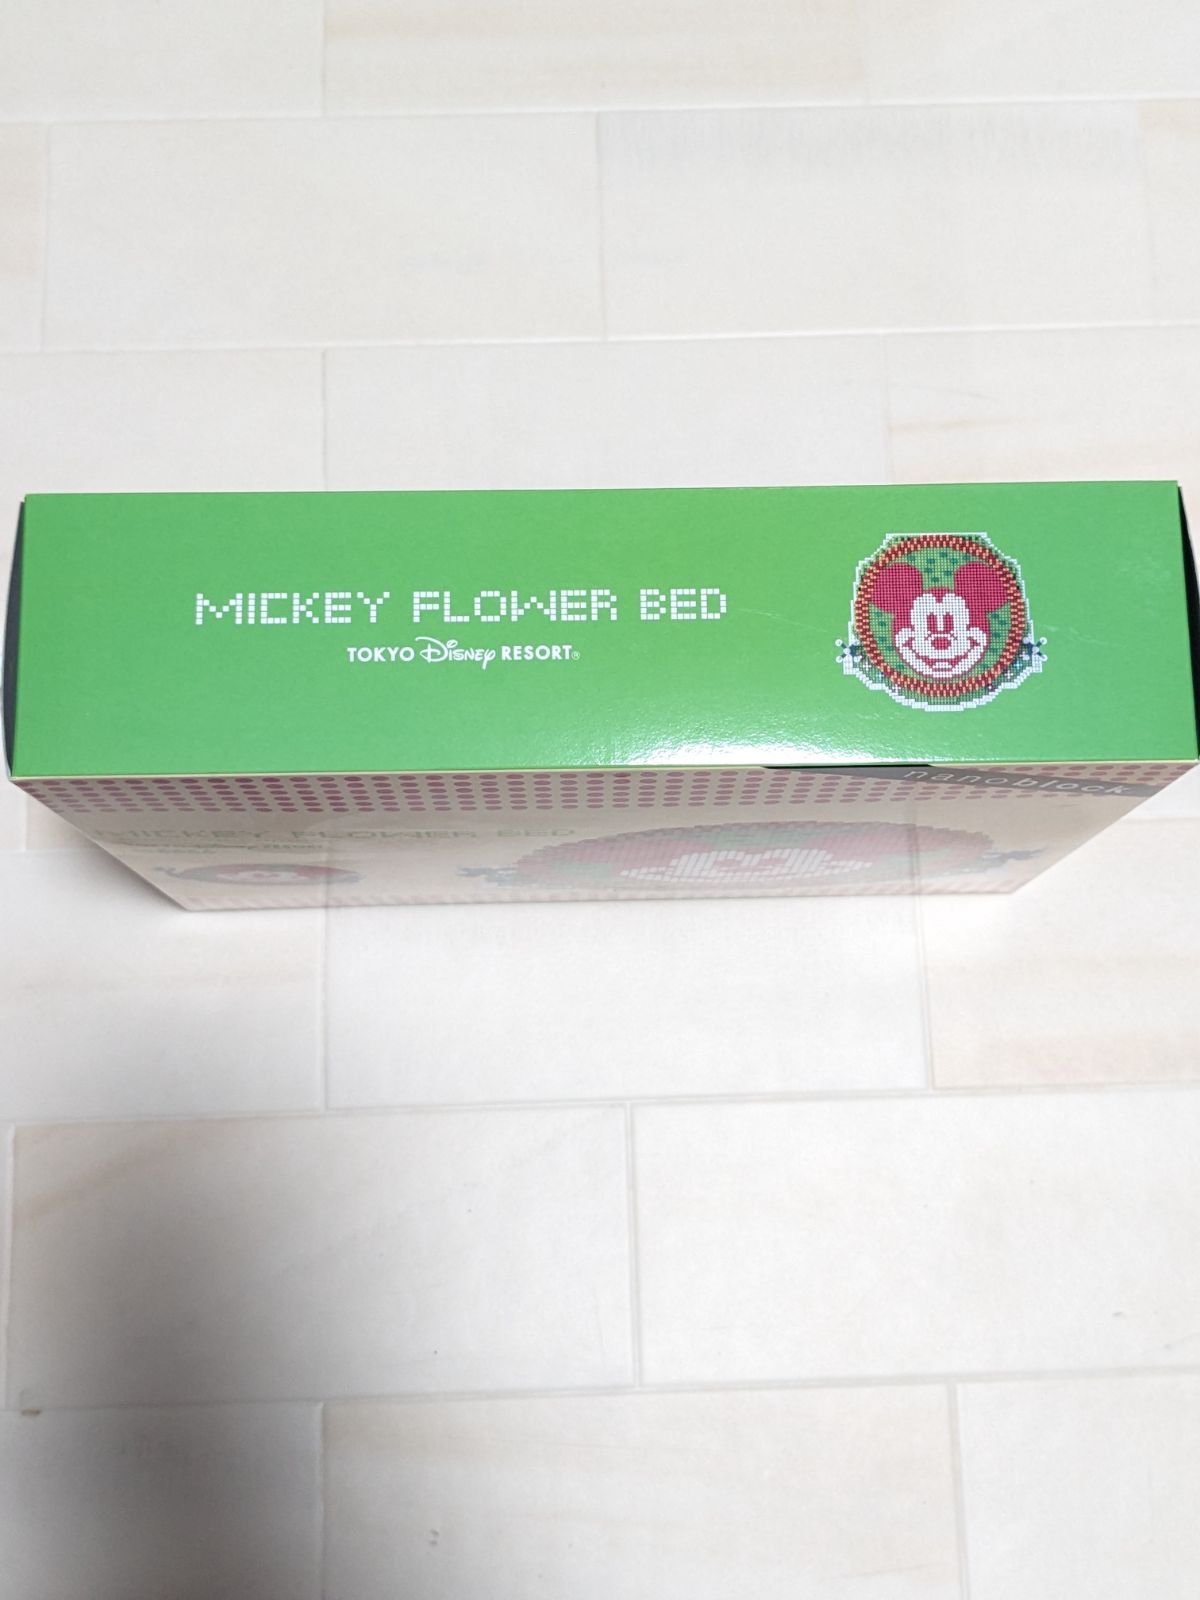 MICKEY FLOWER BED
TOKYO Disney RESORT®
nanoblock
MICKEY FLOWER BED